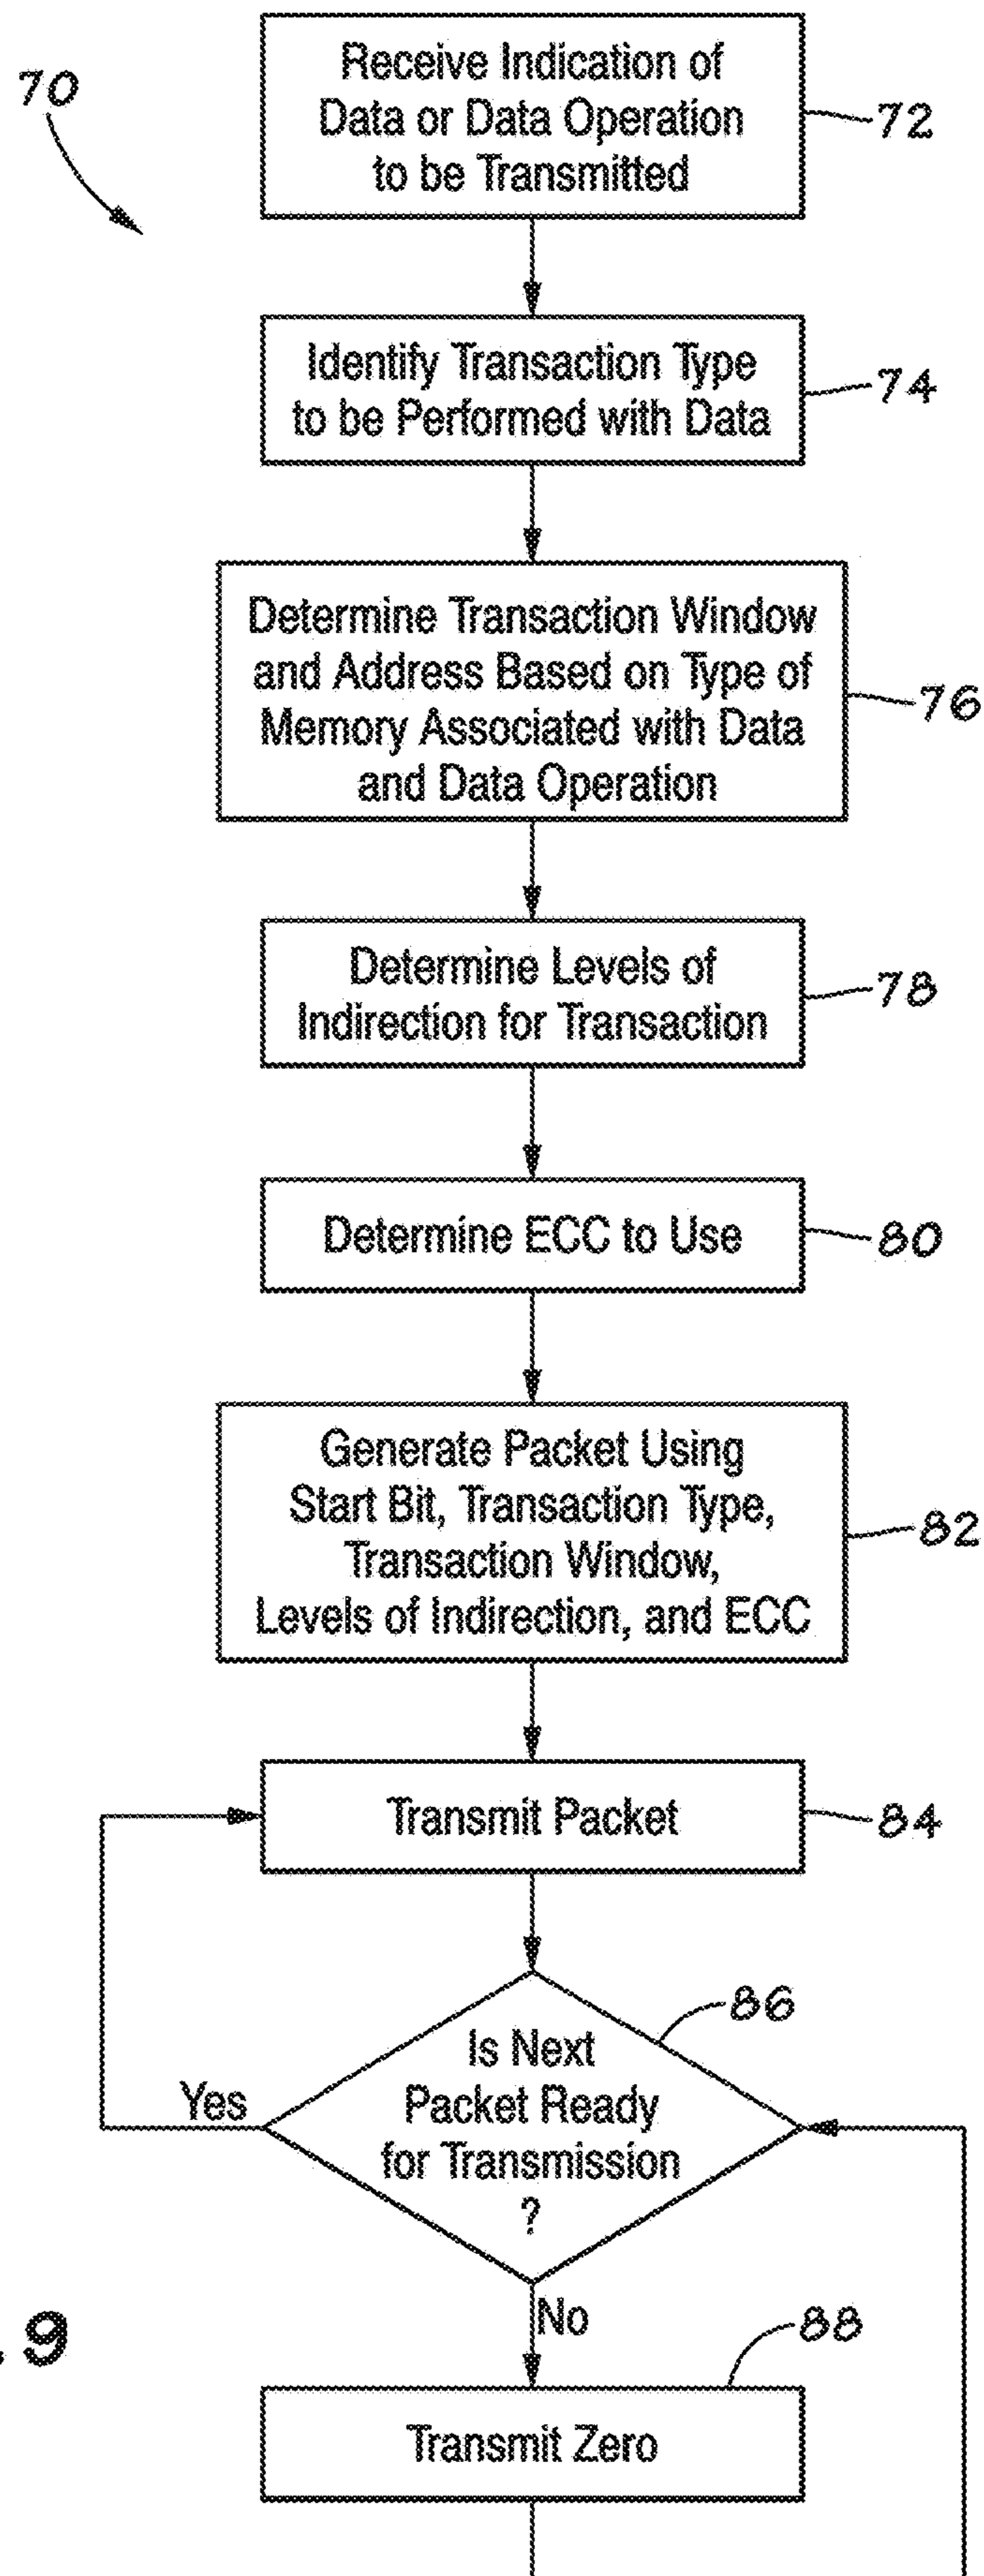 70
Receive Indication of
Data or Data Operation
to be Transmitted
72
Identify Transaction Type
to be Performed with Data
74
Determine Transaction Window
and Address Based on Type of
Memory Associated with Data
and Data Operation
76
Determine Levels of
Indirection for Transaction
78
Determine ECC to Use
80
Generate Packet Using
Start Bit, Transaction Type,
Transaction Window,
Levels of Indirection, and ECC
82
Transmit Packet
84
Is Next
Packet Ready
for Transmission
?
86
Yes
No
. 9
88
Transmit Zero